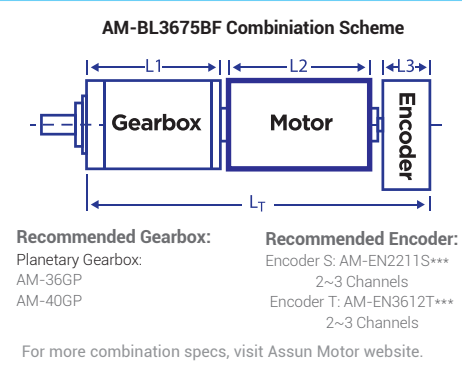 AM-BL3675BF Combiniation Scheme
L1
L2
L3
Gearbox
Motor
Encoder
LT
Recommended Gearbox:
Planetary Gearbox:
AM-36GP
AM-40GP
Recommended Encoder:
Encoder S: AM-EN2211S***
2~3 Channels
Encoder T: AM-EN3612T***
2~3 Channels
For more combination specs, visit Assun Motor website.